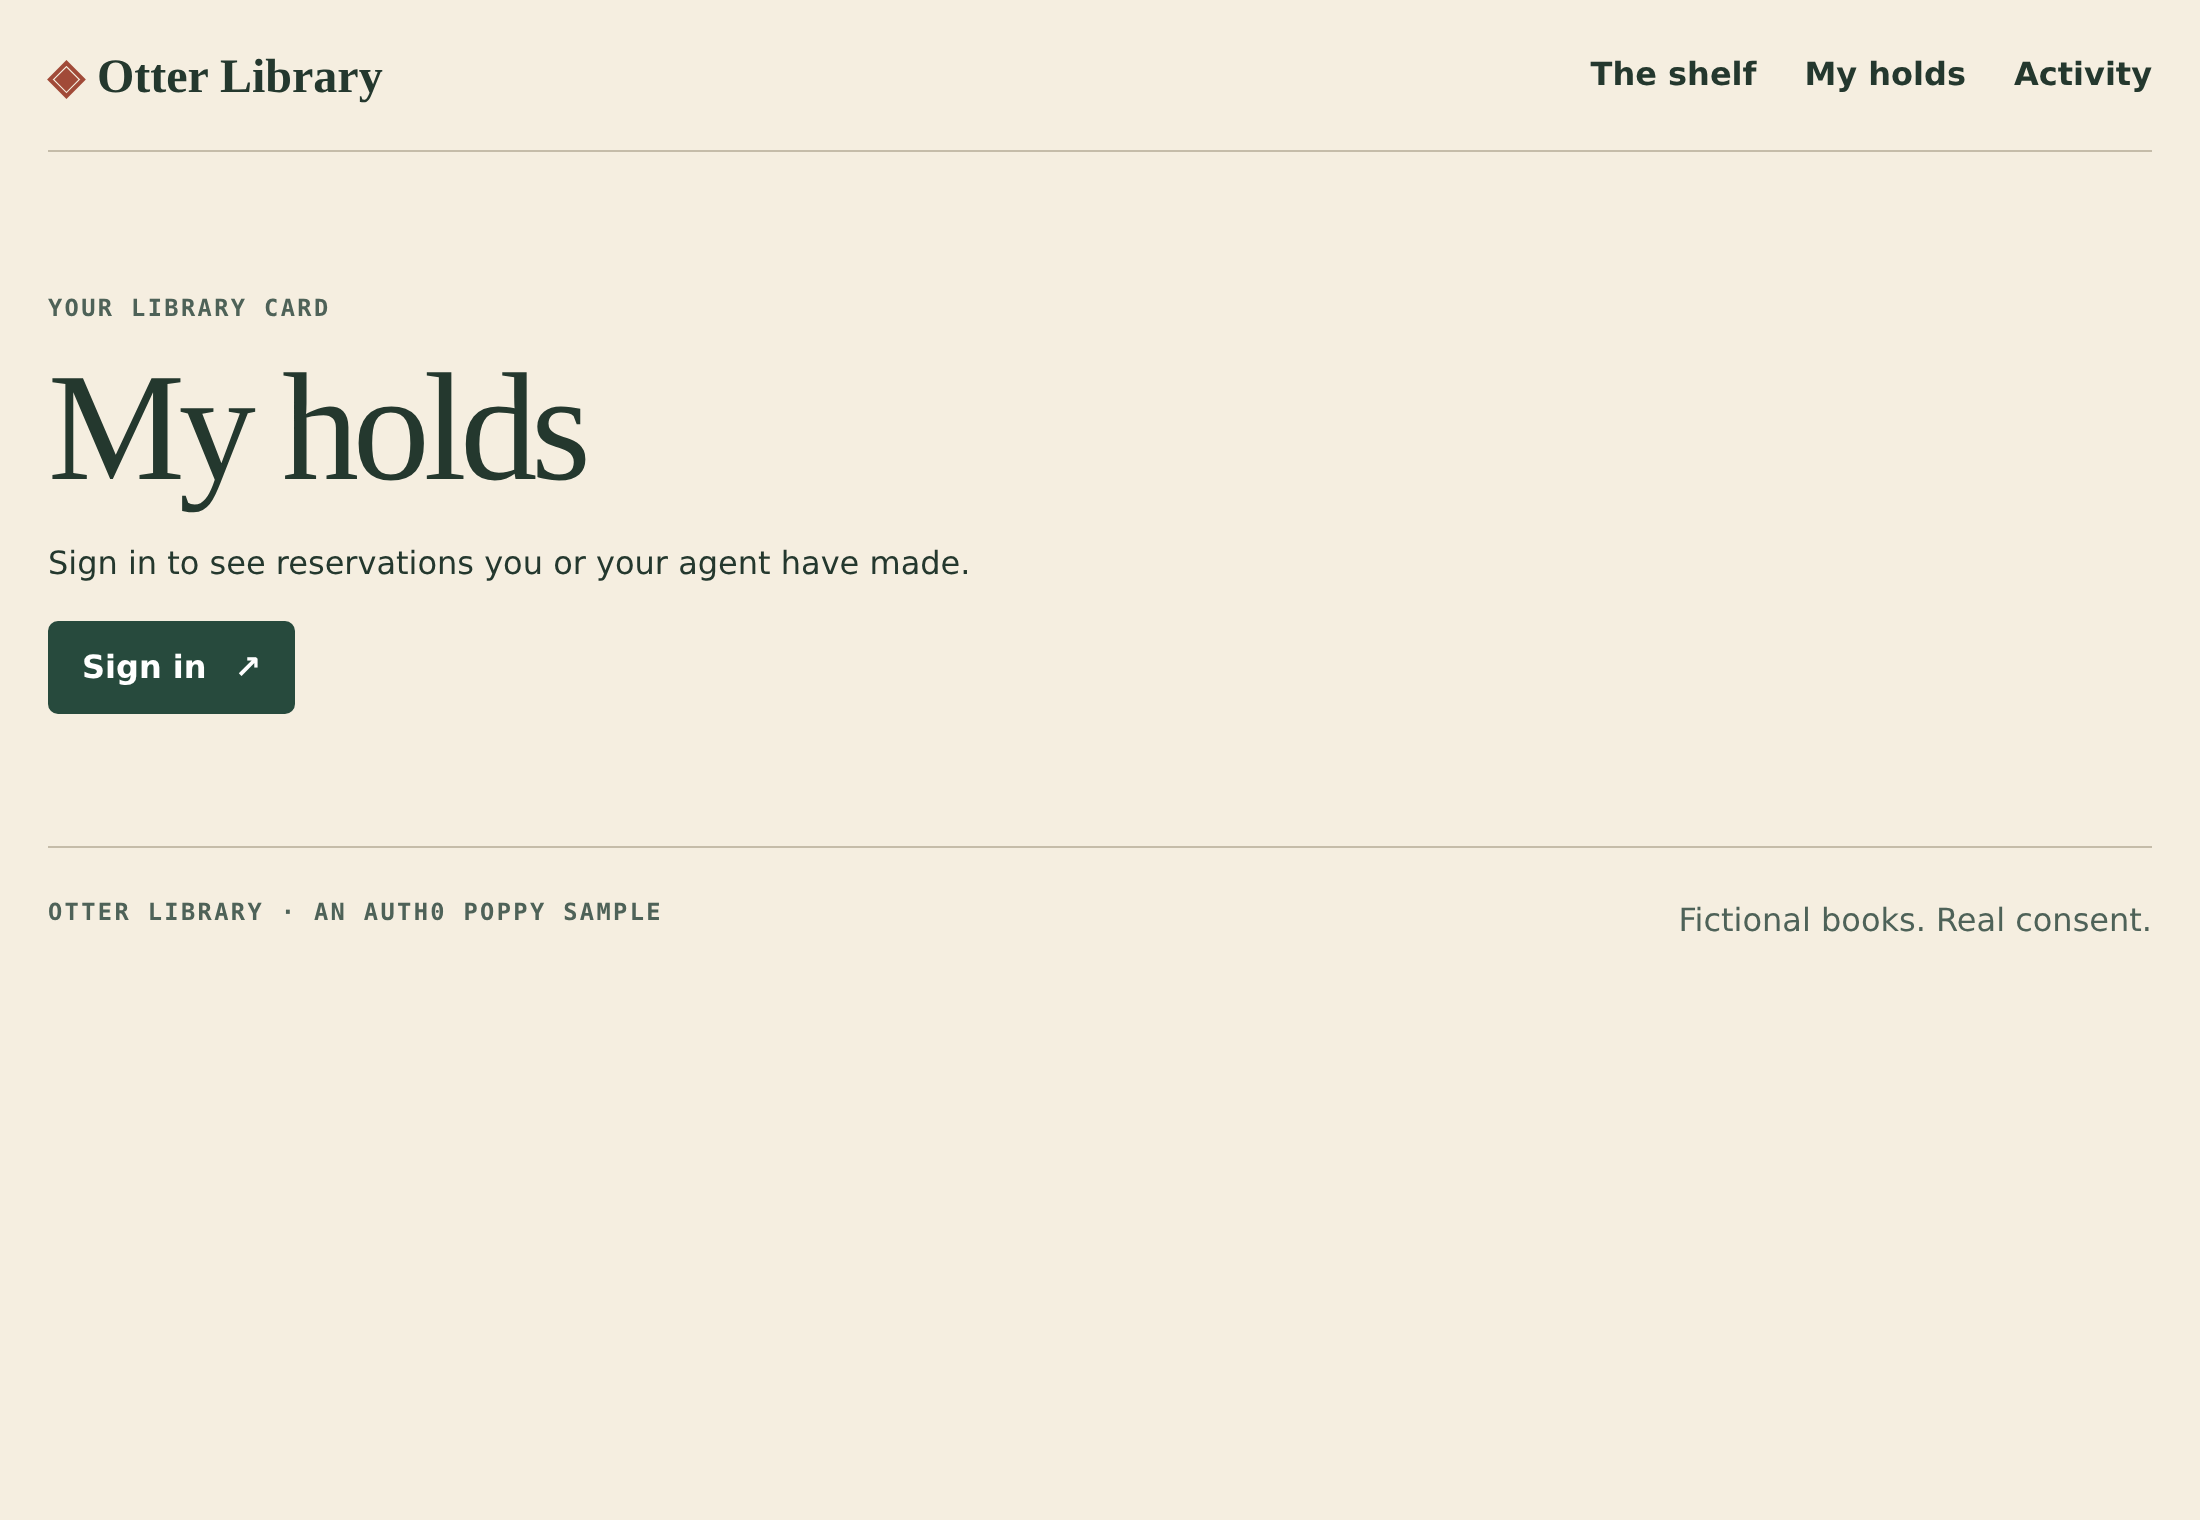 Otter Library
The shelf My holds Activity
YOUR LIBRARY CARD
My holds
Sign in to see reservations you or your agent have made.
Sign in ↗
OTTER LIBRARY · AN AUTH0 POPPY SAMPLE
Fictional books. Real consent.